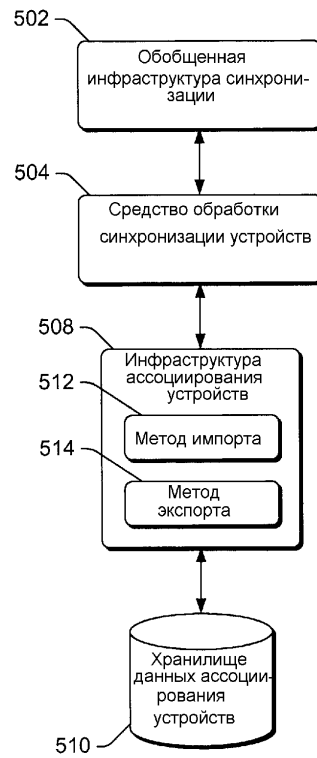 502
Обобщенная
инфраструктура синхрони-
зации
504
Средство обработки
синхронизации устройств
508
Инфраструктура
ассоциирования
устройств
512
Метод импорта
514
Метод
экспорта
Хранилище
данных ассоции-
рования
устройств
510